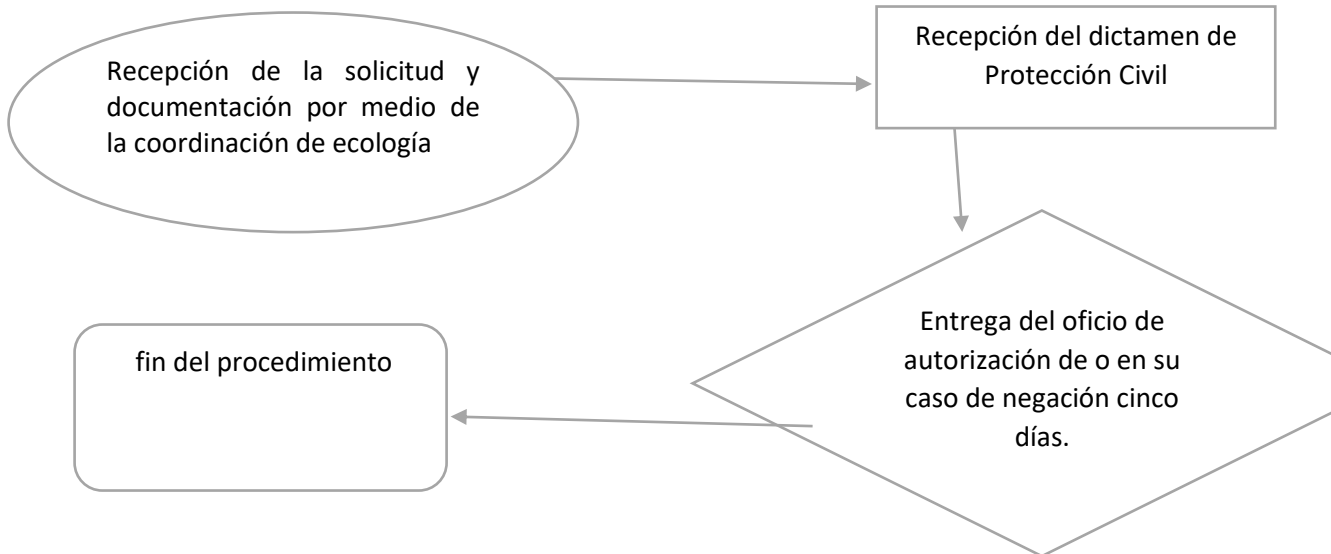 Recepción de la solicitud y
documentación por medio de
la coordinación de ecología
Recepción del dictamen de
Protección Civil
Entrega del oficio de
autorización de o en su
caso de negación cinco
días.
fin del procedimiento